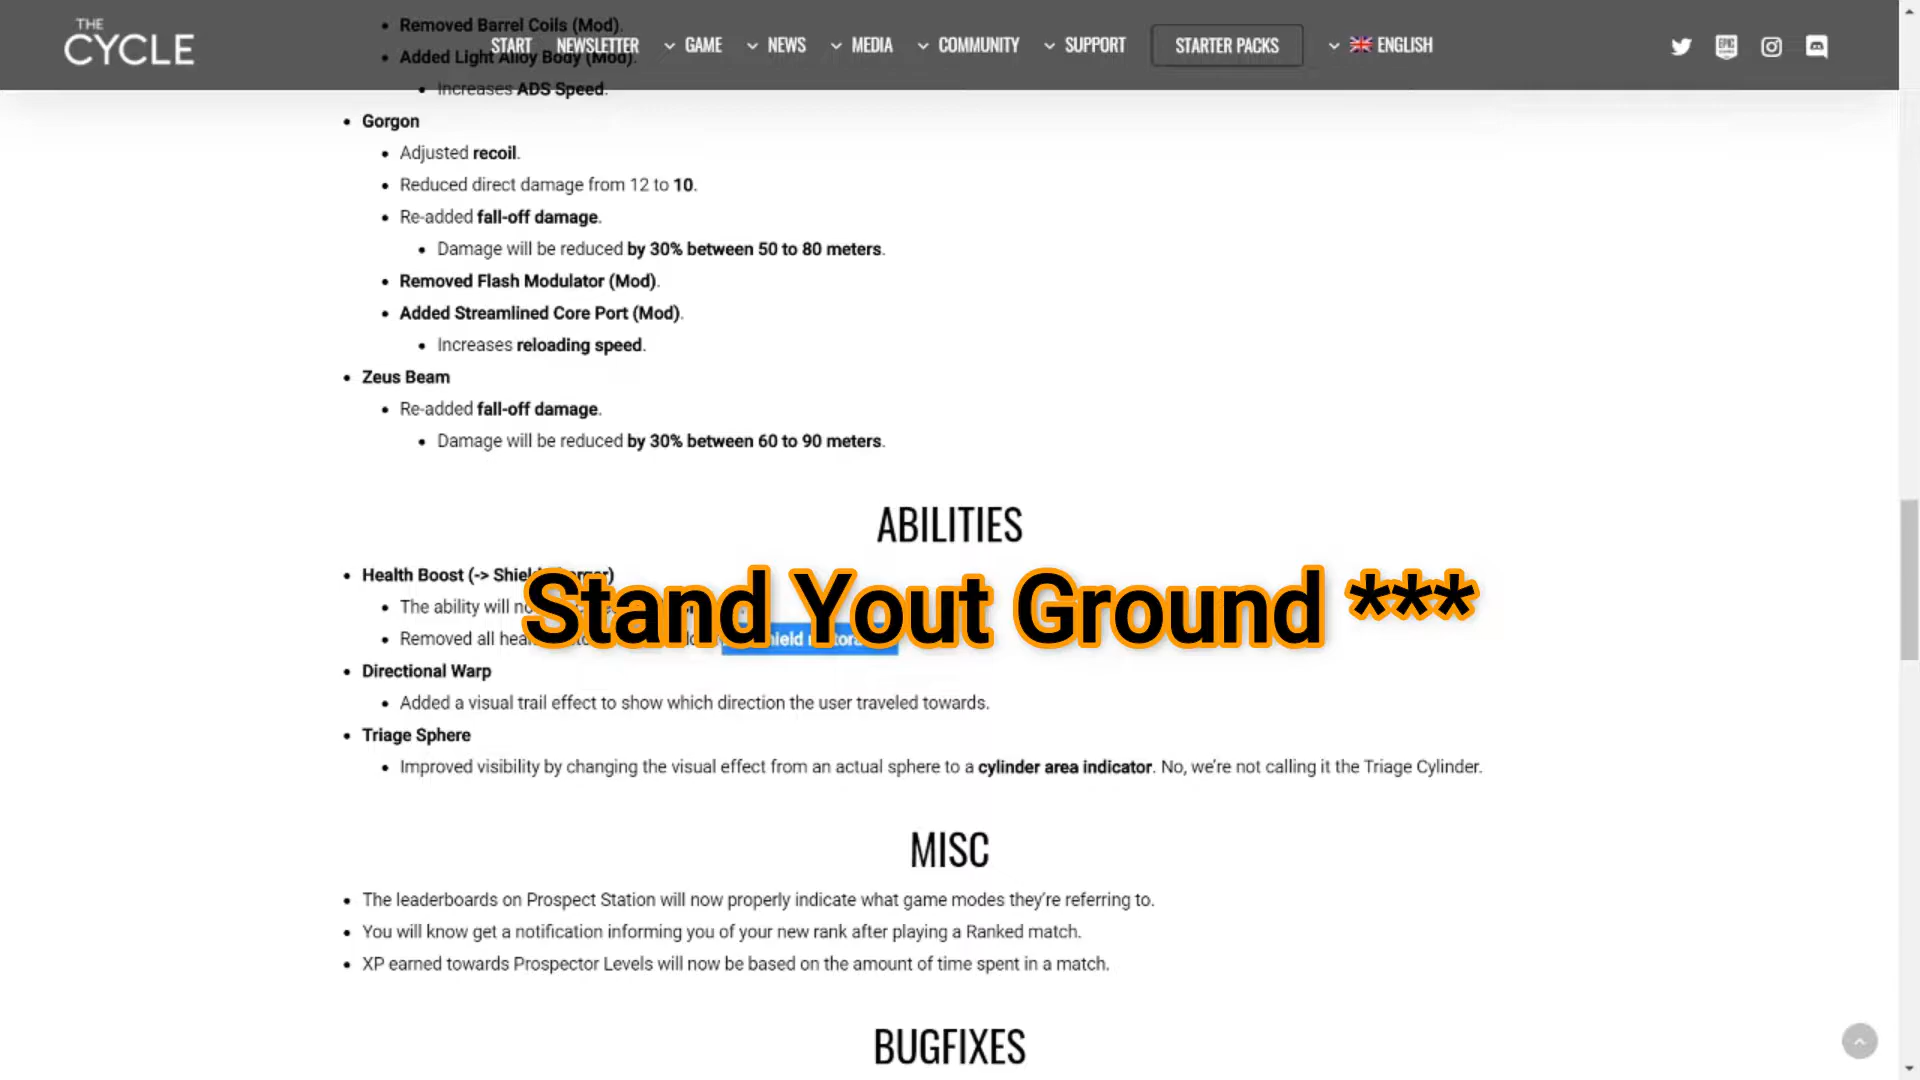 THE
CYCLE
START NEWSLETTER GAME NEWS MEDIA COMMUNITY SUPPORT STARTER PACKS ENGLISH
Removed Barrel Coils (Mod).
Added Light Alloy Body (Mod).
Increases ADS Speed.
Gorgon
Adjusted recoil.
Reduced direct damage from 12 to 10.
Re-added fall-off damage.
Damage will be reduced by 30% between 50 to 80 meters.
Removed Flash Modulator (Mod).
Added Streamlined Core Port (Mod).
Increases reloading speed.
Zeus Beam
Re-added fall-off damage.
Damage will be reduced by 30% between 60 to 90 meters.
ABILITIES
Health Boost (-> Shield
The ability will
Removed all
Stand Yout Ground ***
Directional Warp
Added a visual trail effect to show which direction the user traveled towards.
Triage Sphere
Improved visibility by changing the visual effect from an actual sphere to a cylinder area indicator. No, we’re not calling it the Triage Cylinder.
MISC
The leaderboards on Prospect Station will now properly indicate what game modes they’re referring to.
You will know get a notification informing you of your new rank after playing a Ranked match.
XP earned towards Prospector Levels will now be based on the amount of time spent in a match.
BUGFIXES